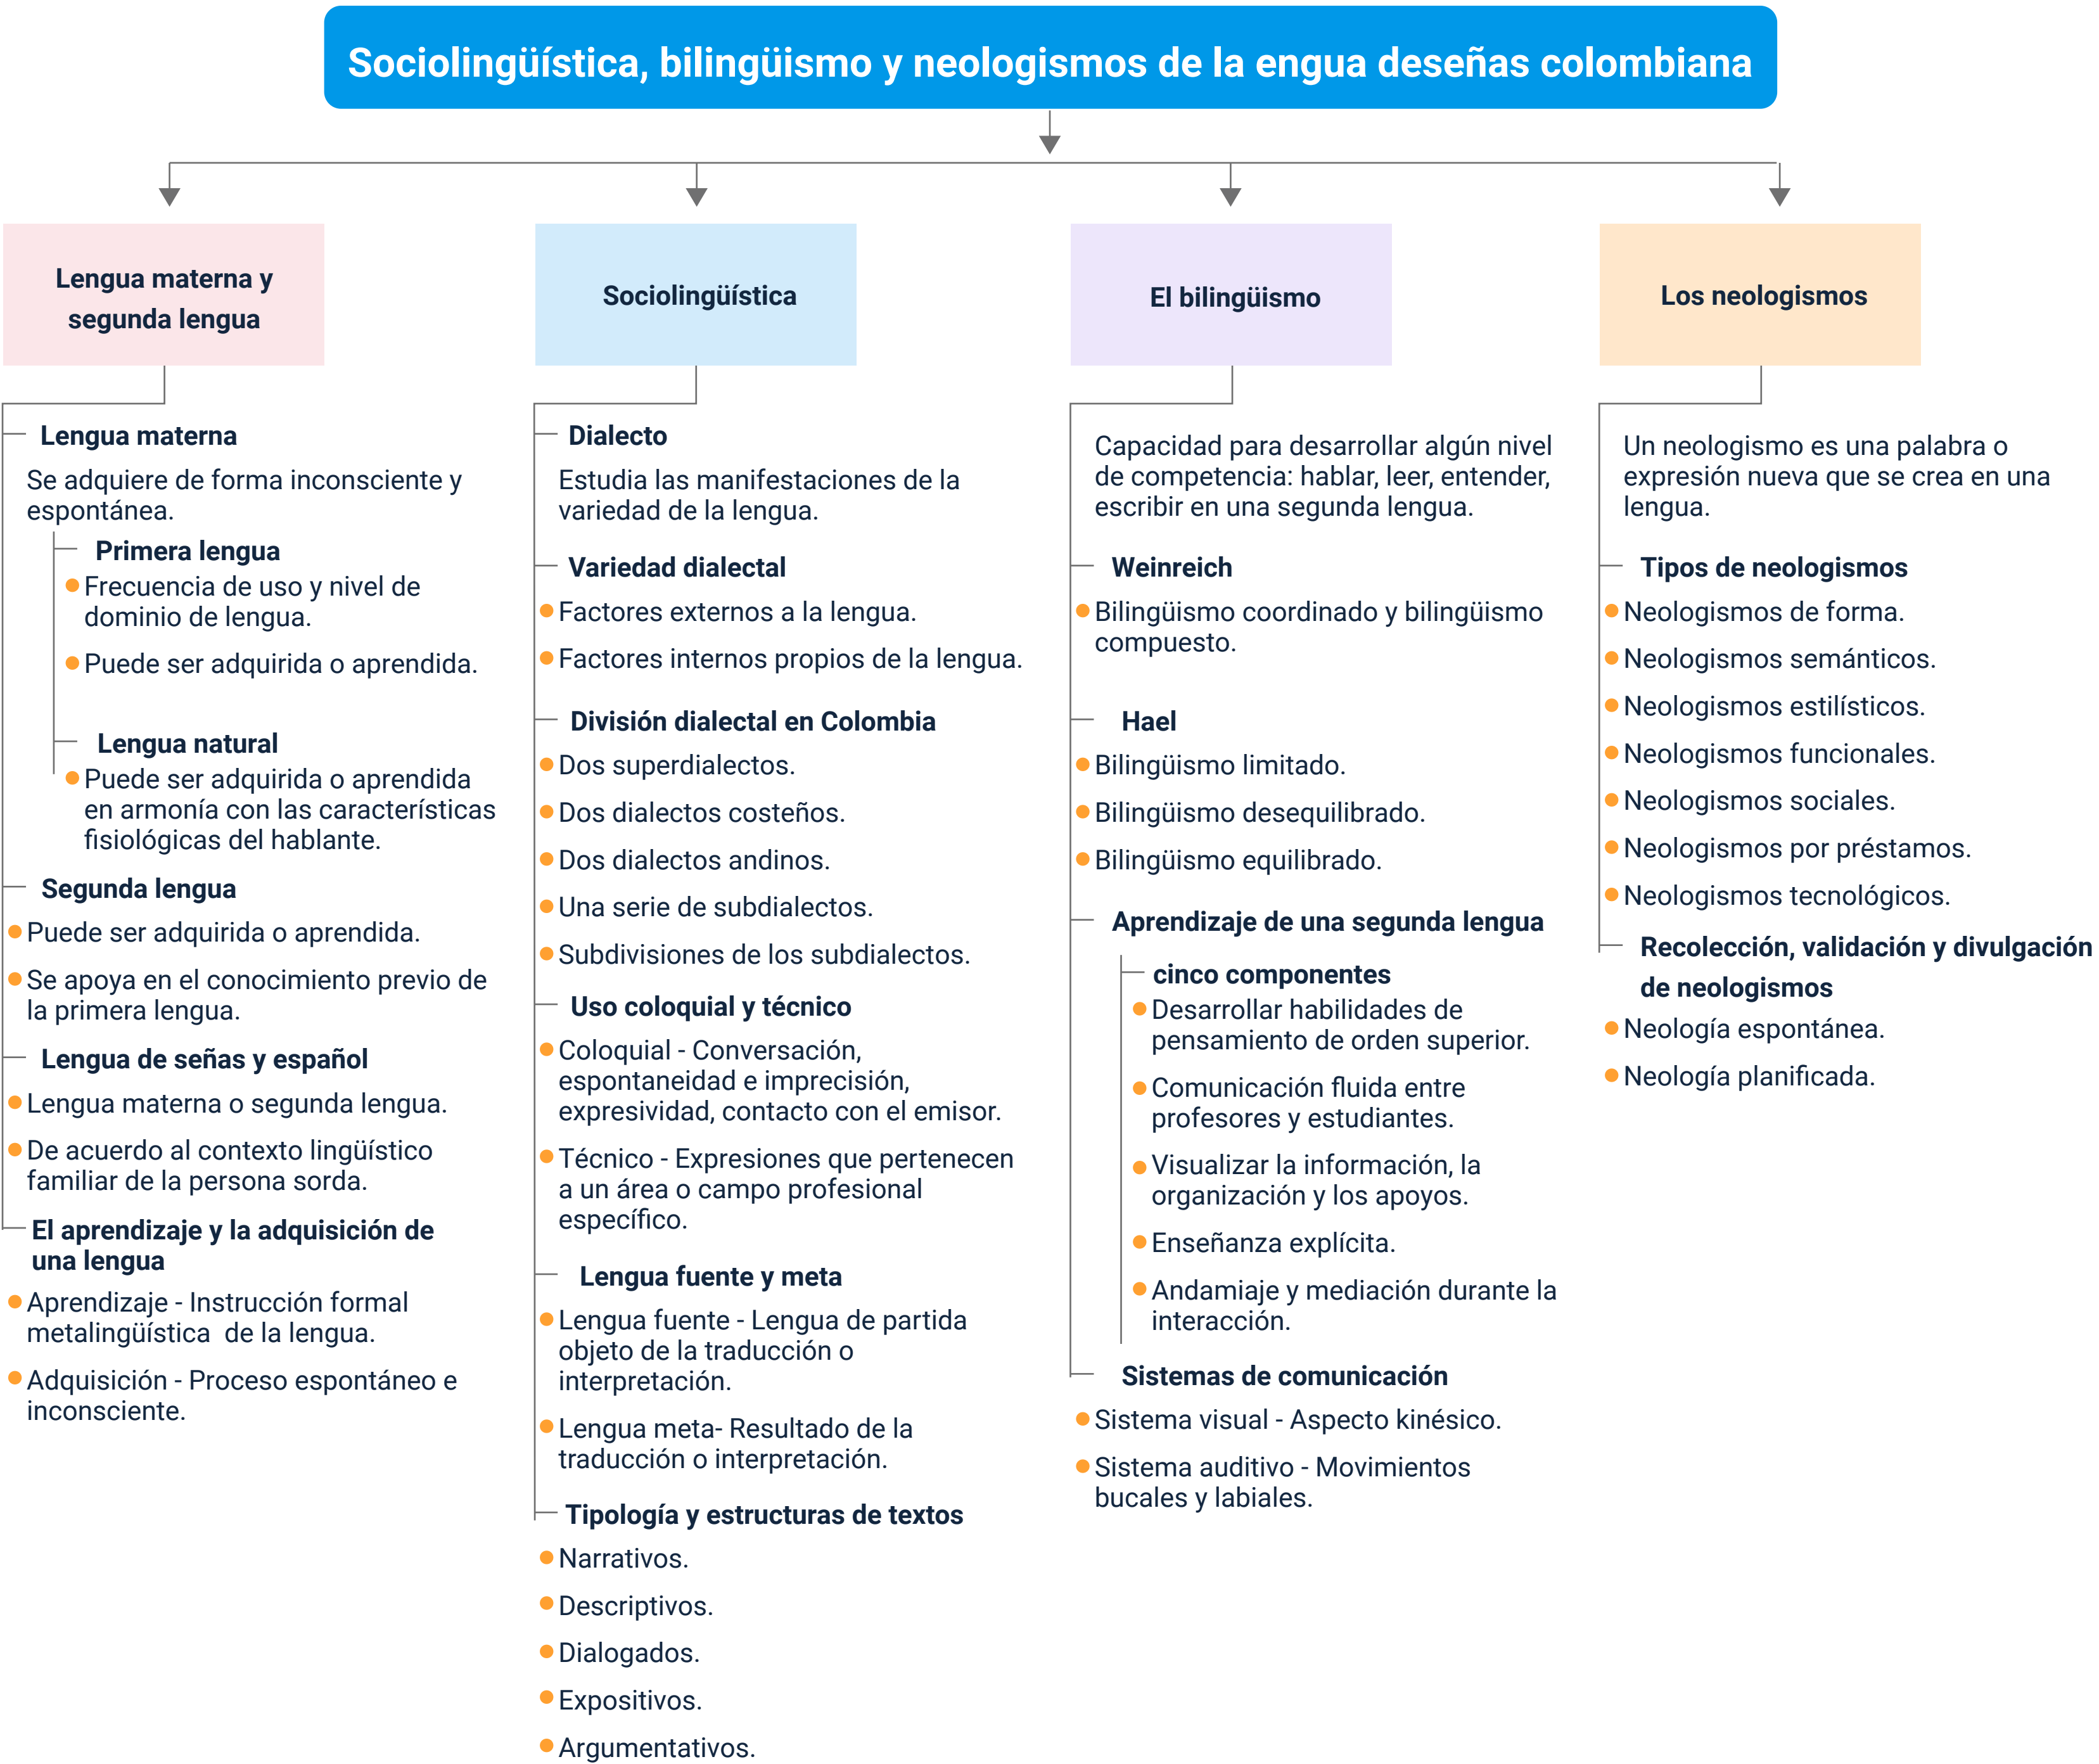 Sociolingüística, bilingüismo y neologismos de la engua deseñas colombiana
Lengua materna y
segunda lengua
Lengua materna
Se adquiere de forma inconsciente y
espontánea.
Primera lengua
Frecuencia de uso y nivel de
dominio de lengua.
Puede ser adquirida o aprendida.
Lengua natural
Puede ser adquirida o aprendida
en armonía con las características
fisiológicas del hablante.
Segunda lengua
Puede ser adquirida o aprendida.
Se apoya en el conocimiento previo de
la primera lengua.
Lengua de señas y español
Lengua materna o segunda lengua.
De acuerdo al contexto lingüístico
familiar de la persona sorda.
El aprendizaje y la adquisición de
una lengua
Aprendizaje - Instrucción formal
metalingüística  de la lengua.
Adquisición - Proceso espontáneo e
inconsciente.
Sociolingüística
Dialecto
Estudia las manifestaciones de la
variedad de la lengua.
Variedad dialectal
Factores externos a la lengua.
Factores internos propios de la lengua.
División dialectal en Colombia
Dos superdialectos.
Dos dialectos costeños.
Dos dialectos andinos.
Una serie de subdialectos.
Subdivisiones de los subdialectos.
Uso coloquial y técnico
Coloquial - Conversación,
espontaneidad e imprecisión,
expresividad, contacto con el emisor.
Técnico - Expresiones que pertenecen
a un área o campo profesional
específico.
Lengua fuente y meta
Lengua fuente - Lengua de partida
objeto de la traducción o
interpretación.
Lengua meta- Resultado de la
traducción o interpretación.
Tipología y estructuras de textos
Narrativos.
Descriptivos.
Dialogados.
Expositivos.
Argumentativos.
El bilingüismo
Capacidad para desarrollar algún nivel
de competencia: hablar, leer, entender,
escribir en una segunda lengua.
Weinreich
Bilingüismo coordinado y bilingüismo
compuesto.
Hael
Bilingüismo limitado.
Bilingüismo desequilibrado.
Bilingüismo equilibrado.
Aprendizaje de una segunda lengua
cinco componentes
Desarrollar habilidades de
pensamiento de orden superior.
Comunicación fluida entre
profesores y estudiantes.
Visualizar la información, la
organización y los apoyos.
Enseñanza explícita.
Andamiaje y mediación durante la
interacción.
Sistemas de comunicación
Sistema visual - Aspecto kinésico.
Sistema auditivo - Movimientos
bucales y labiales.
Los neologismos
Un neologismo es una palabra o
expresión nueva que se crea en una
lengua.
Tipos de neologismos
Neologismos de forma.
Neologismos semánticos.
Neologismos estilísticos.
Neologismos funcionales.
Neologismos sociales.
Neologismos por préstamos.
Neologismos tecnológicos.
Recolección, validación y divulgación
de neologismos
Neología espontánea.
Neología planificada.